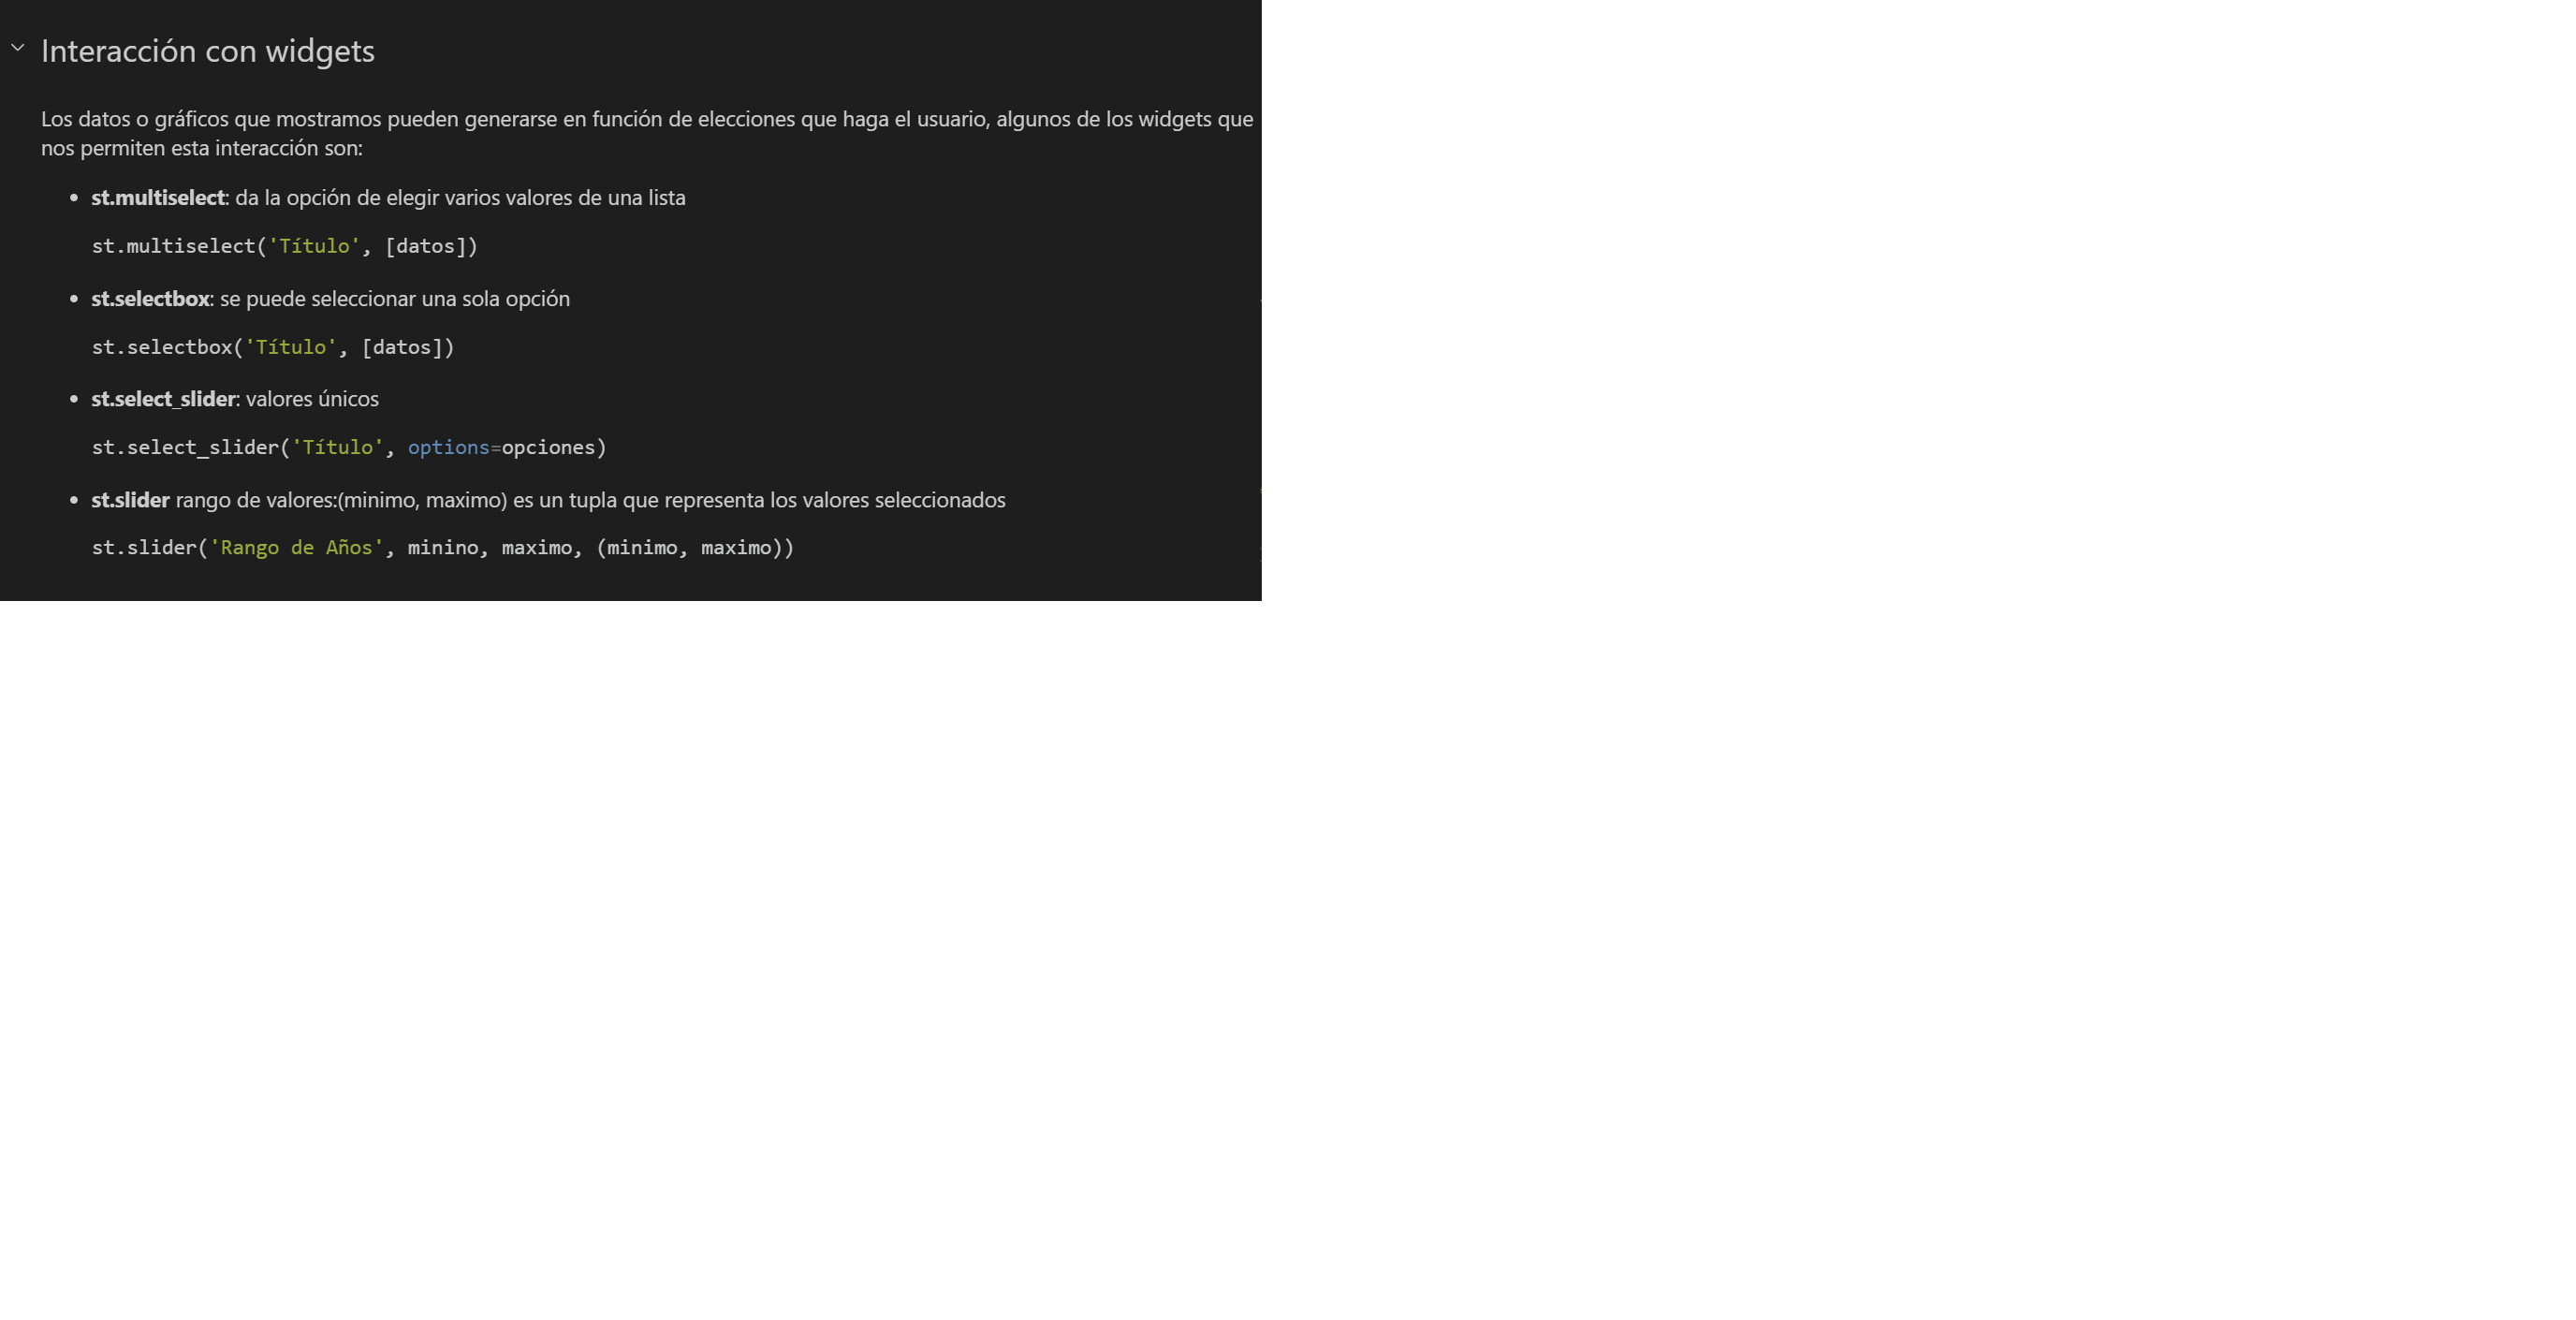 Interacción con widgets
Los datos o gráficos que mostramos pueden generarse en función de elecciones que haga el usuario, algunos de los widgets que
nos permiten esta interacción son:
• st.multiselect: da la opción de elegir varios valores de una lista
st.multiselect('Título', [datos])
• st.selectbox: se puede seleccionar una sola opción
st.selectbox('Título', [datos])
• st.select_slider: valores únicos
st.select_slider('Título', options=opciones)
• st.slider rango de valores:(minimo, maximo) es un tupla que representa los valores seleccionados
st.slider('Rango de Años', minino, maximo, (minimo, maximo))